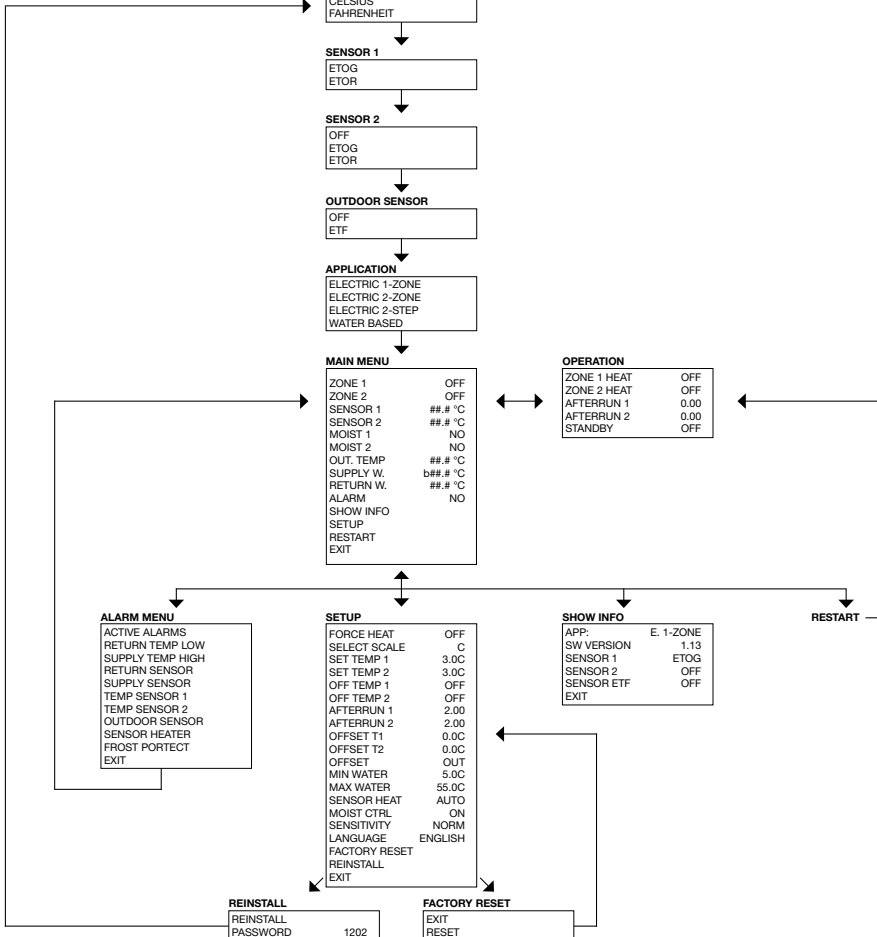 CELSIUS
FAHRENHEIT
SENSOR 1
ETOG
ETOR
SENSOR 2
OFF
ETOG
ETOR
OUTDOOR SENSOR
OFF
ETF
APPLICATION
ELECTRIC 1-ZONE
ELECTRIC 2-ZONE
ELECTRIC 2-STEP
WATER BASED
MAIN MENU
ZONE 1 OFF
ZONE 2 OFF
SENSOR 1 ##.# °C
SENSOR 2 ##.# °C
MOIST 1 NO
MOIST 2 NO
OUT. TEMP ##.# °C
SUPPLY W. b##.# °C
RETURN W. ##.# °C
ALARM NO
SHOW INFO
SETUP
RESTART
EXIT
OPERATION
ZONE 1 HEAT OFF
ZONE 2 HEAT OFF
AFTERRUN 1 0.00
AFTERRUN 2 0.00
STANDBY OFF
ALARM MENU
ACTIVE ALARMS
RETURN TEMP LOW
SUPPLY TEMP HIGH
RETURN SENSOR
SUPPLY SENSOR
TEMP SENSOR 1
TEMP SENSOR 2
OUTDOOR SENSOR
SENSOR HEATER
FROST PORTECT
EXIT
SETUP
FORCE HEAT OFF
SELECT SCALE C
SET TEMP 1 3.0C
SET TEMP 2 3.0C
OFF TEMP 1 OFF
OFF TEMP 2 OFF
AFTERRUN 1 2.00
AFTERRUN 2 2.00
OFFSET T1 0.0C
OFFSET T2 0.0C
OFFSET OUT
MIN WATER 5.0C
MAX WATER 55.0C
SENSOR HEAT AUTO
MOIST CTRL ON
SENSITIVITY NORM
LANGUAGE ENGLISH
FACTORY RESET
REINSTALL
EXIT
SHOW INFO
APP: E. 1-ZONE
SW VERSION 1.13
SENSOR 1 ETOG
SENSOR 2 OFF
SENSOR ETF OFF
EXIT
RESTART
REINSTALL
REINSTALL
PASSWORD 1202
FACTORY RESET
EXIT
RESET